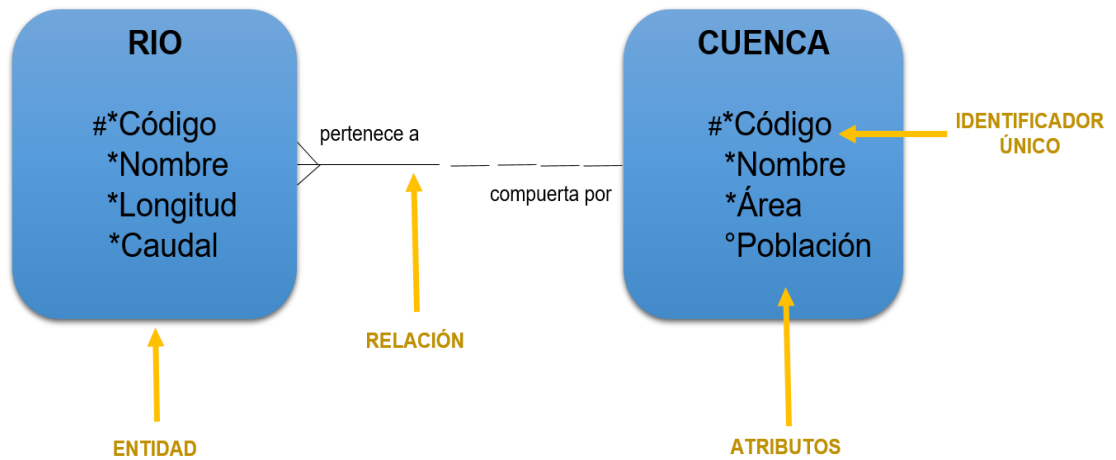 RIO
#*Código
*Nombre
*Longitud
*Caudal
pertenece a
compuerta por
CUENCA
#*Código
*Nombre
*Área
°Población
IDENTIFICADOR
ÚNICO
RELACIÓN
ENTIDAD
ATRIBUTOS